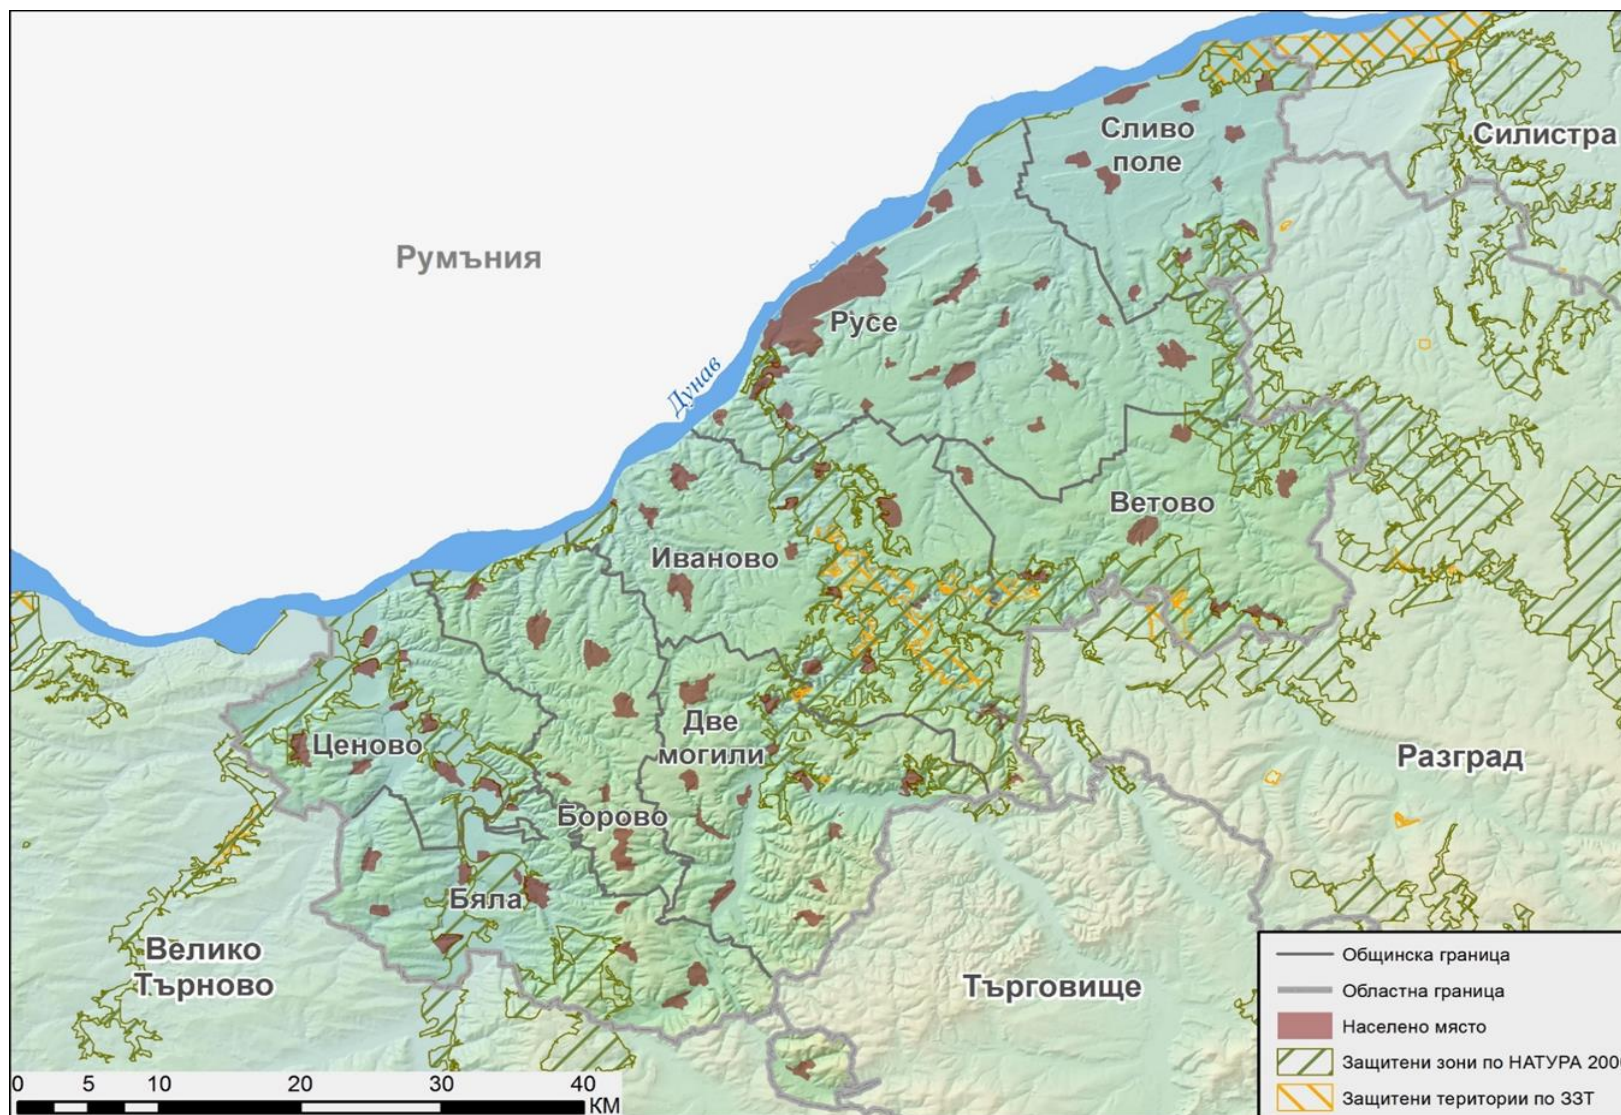 Сливо
поле
Силистра
Румъния
Русе
Дунав
Ветово
Иваново
Две
могили
Ценово
Разград
Борово
Бяла
Велико
Търново
Търговище
Общинска граница
Областна граница
Населено място
Защитени зони по НАТУРА 200
Защитени територии по ЗЗТ
0 5 10 20 30 40
КМ